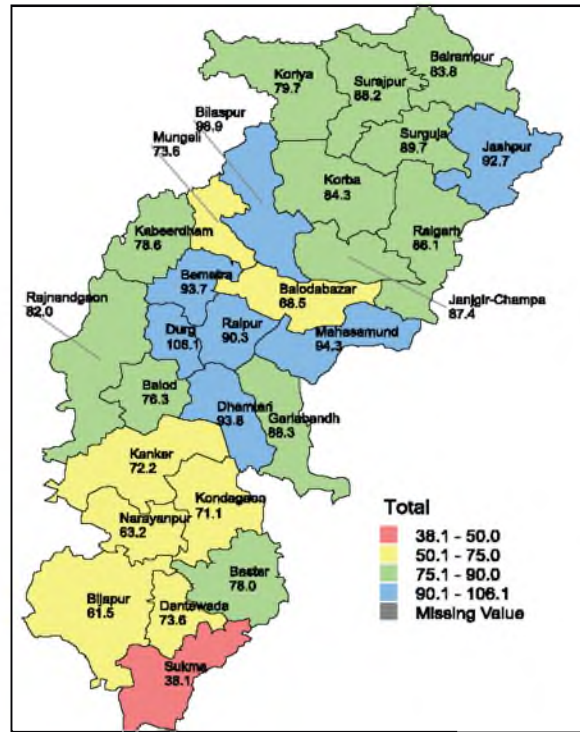 Balrampur
83.8
Koriya
79.7
Surajpur
88.2
Bilaspur
96.9
Mungeli
73.6
Surguja
89.7
Jashpur
92.7
Korba
84.3
Raigarh
86.1
Kabeerdham
78.6
Bemetra
93.7
Balodabazar
68.5
Janjgir-Champa
87.4
Rajnandgaon
82.0
Durg
106.1
Raipur
90.3
Mahasamund
94.3
Balod
76.3
Dhamtari
93.8
Gariabandh
88.3
Kanker
72.2
Kondagaon
71.1
Narayanpur
63.2
Bastar
78.0
Bijapur
61.5
Dantewada
73.6
Sukma
38.1
Total
38.1 - 50.0
50.1 - 75.0
75.1 - 90.0
90.1 - 106.1
Missing Value